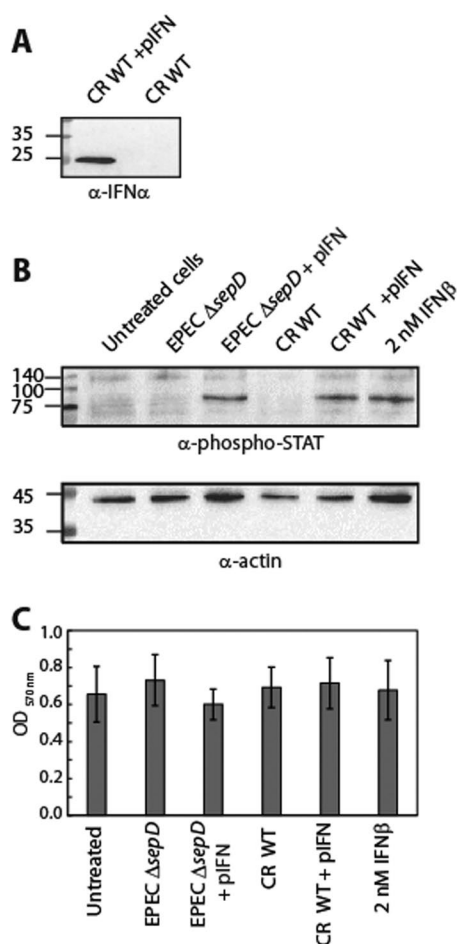 A
CR WT +pIFN
CR WT
35
25
α-IFNα
B
Untreated cells
EPEC ΔsepD
EPEC ΔsepD + pIFN
CR WT
CR WT +pIFN
2 nM IFNβ
140
100
75
α-phospho-STAT
45
35
α-actin
C
1.0
0.8
0.6
0.4
0.2
0.0
OD 570 nm
Untreated
EPEC ΔsepD
EPEC ΔsepD
+ pIFN
CR WT
CR WT + pIFN
2 nM IFNβ